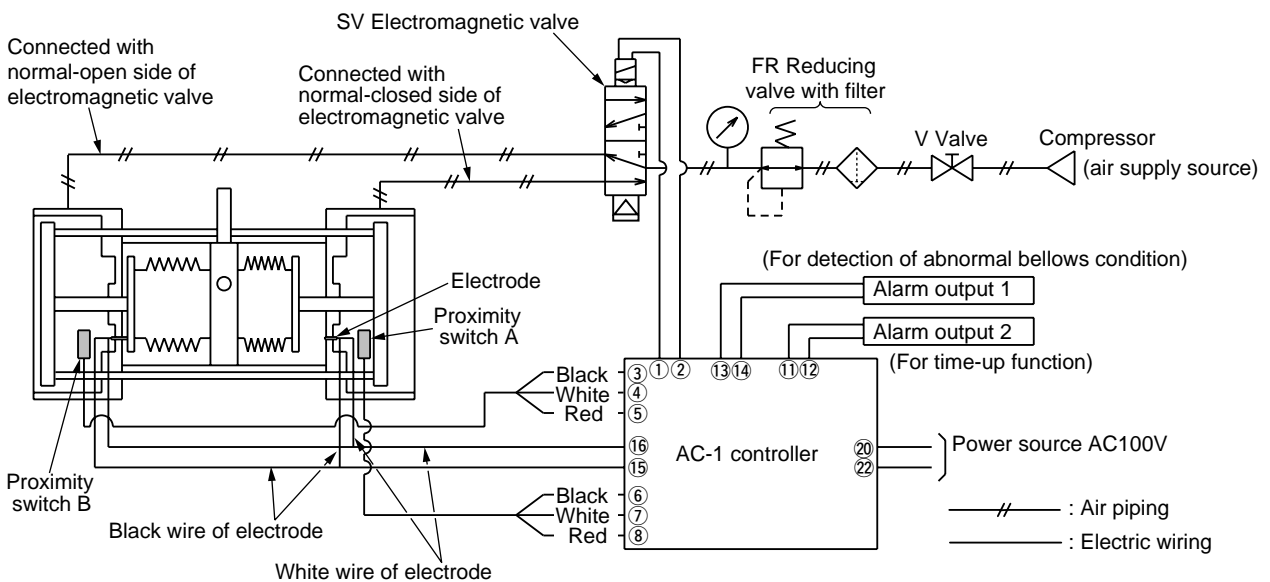 SV Electromagnetic valve
Connected with
normal-open side of
electromagnetic valve
Connected with
normal-closed side of
electromagnetic valve
FR Reducing
valve with filter
V Valve
Compressor
(air supply source)
(For detection of abnormal bellows condition)
Electrode
Alarm output 1
Proximity
switch A
Alarm output 2
(For time-up function)
① ② ⑬ ⑭ ⑪ ⑫
Black ③
White ④
Red ⑤
⑯
⑮
AC-1 controller
⑳
㉒
Power source AC100V
Proximity
switch B
Black ⑥
White ⑦
Red ⑧
Black wire of electrode
White wire of electrode
: Air piping
: Electric wiring